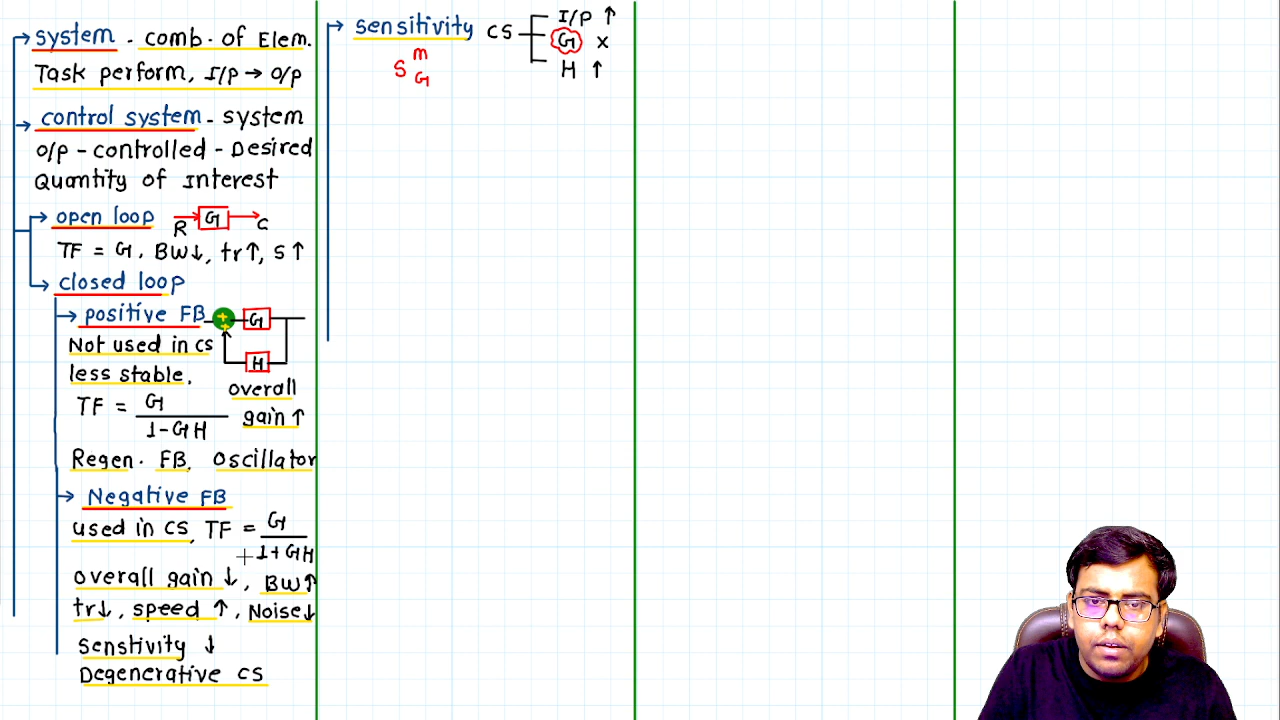 system - comb. of Elem.
Task perform, I/p → o/p
control system - system
o/p - controlled - Desired
Quantity of Interest
open loop R G C
TF = G, BW↓, tr↑, S↑
closed loop
positive FB + + G
Not used in cs
H
less stable.
overall
gain ↑
TF = G / 1-GH
Regen. FB, Oscillator
Negative FB
used in cs, TF = G / 1+GH
overall gain ↓, BW↑
tr↓, speed ↑, Noise↓
Senstivity ↓
Degenerative cs
sensitivity CS I/P ↑
G x
H ↑
S m G